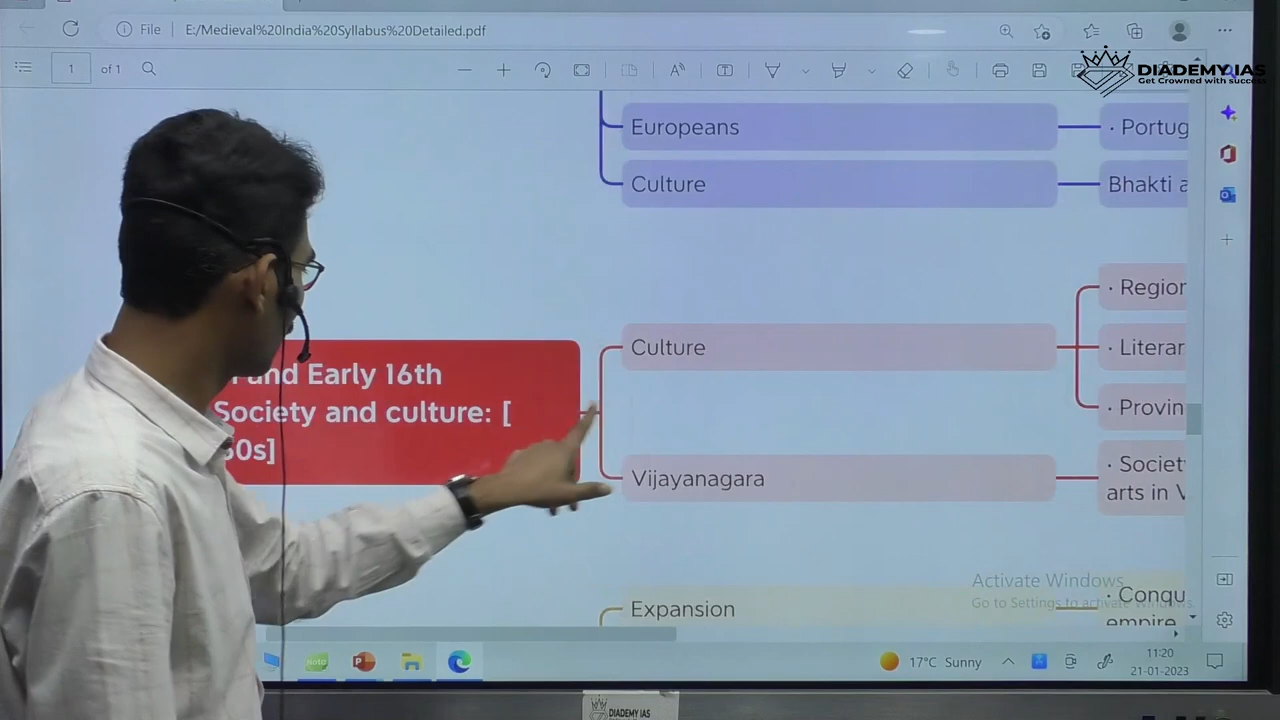 File
E:/Medieval%20India%20Syllabus%20Detailed.pdf
1
of 1
DIADEMY IAS
Get Crowned with success
Europeans
· Portug
Culture
Bhakti a
· Region
Culture
· Literar
· Provin
and Early 16th
Society and culture: [
50s]
Vijayanagara
· Societ
arts in V
Activate Windows
Go to Settings to activate Windows.
Expansion
· Conqu
empire
17°C Sunny
11:20
21-01-2023
DIADEMY IAS